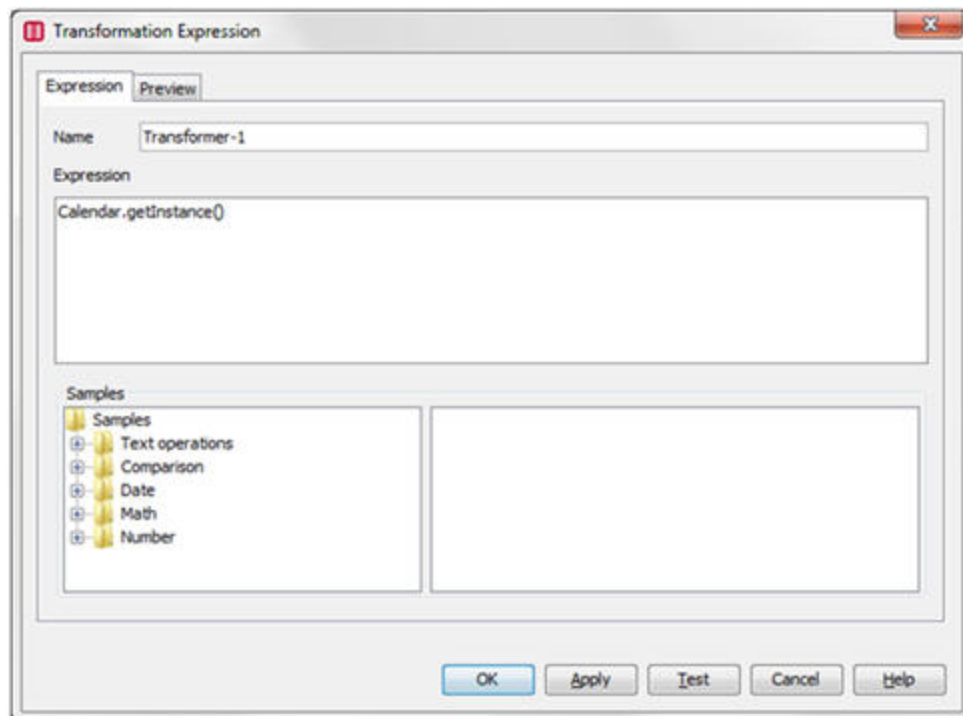 Transformation Expression
Expression Preview
Name Transformer-1
Expression
Calendar.getInstance()
Samples
Samples
Text operations
Comparison
Date
Math
Number
OK Apply Test Cancel Help